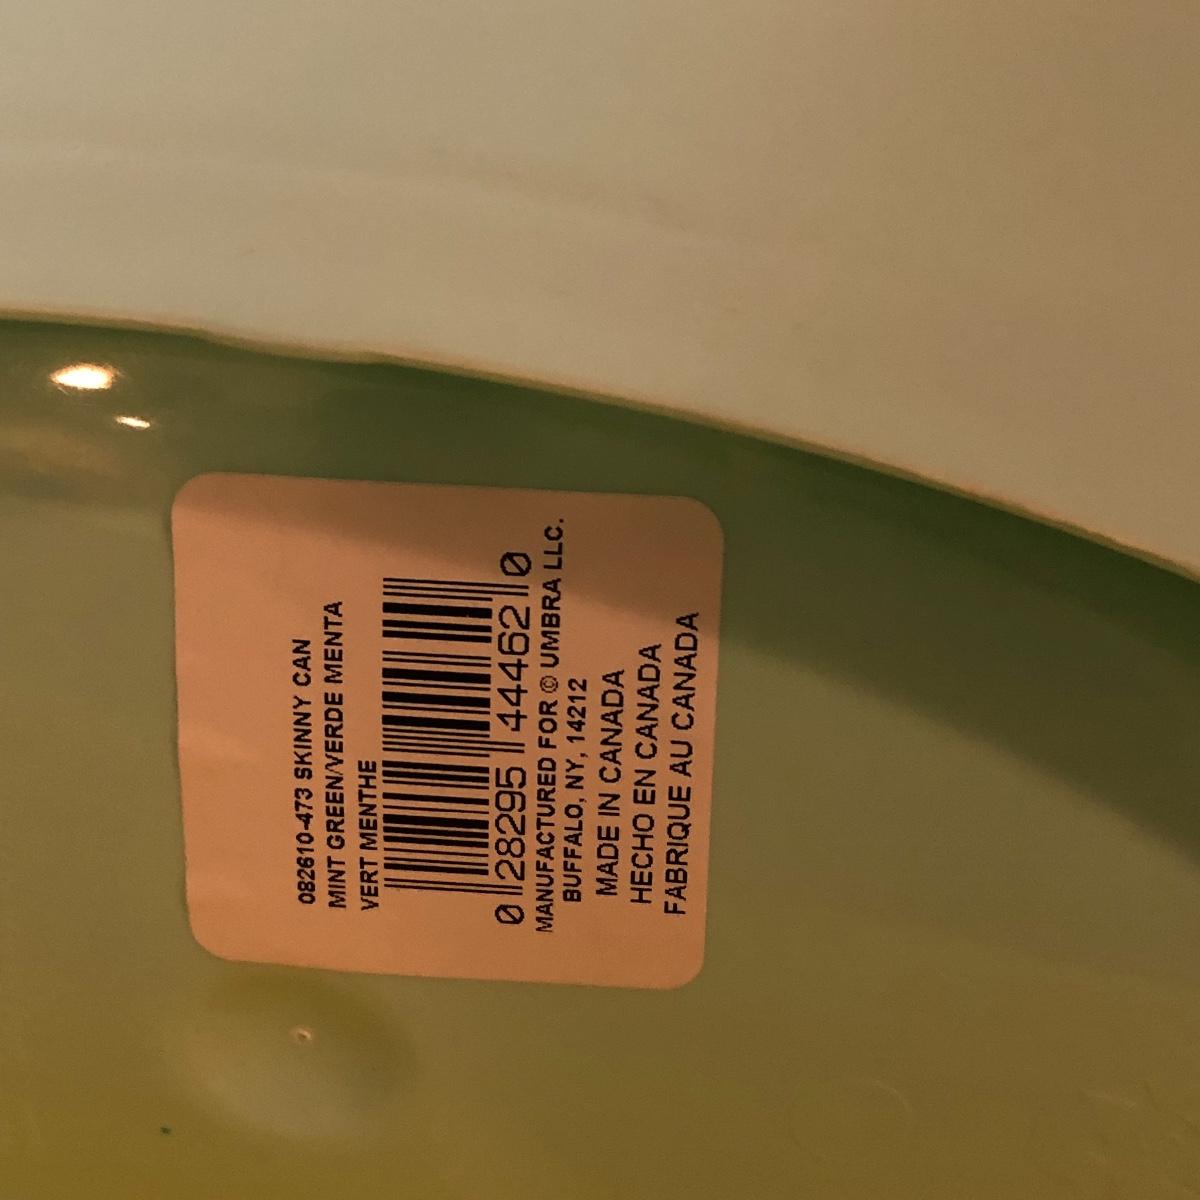 082610-473 SKINNY CAN
MINT GREEN/VERDE MENTA
VERT MENTHE
0 28295 44462 0
MANUFACTURED FOR © UMBRA LLC.
BUFFALO, NY, 14212
MADE IN CANADA
HECHO EN CANADA
FABRIQUE AU CANADA